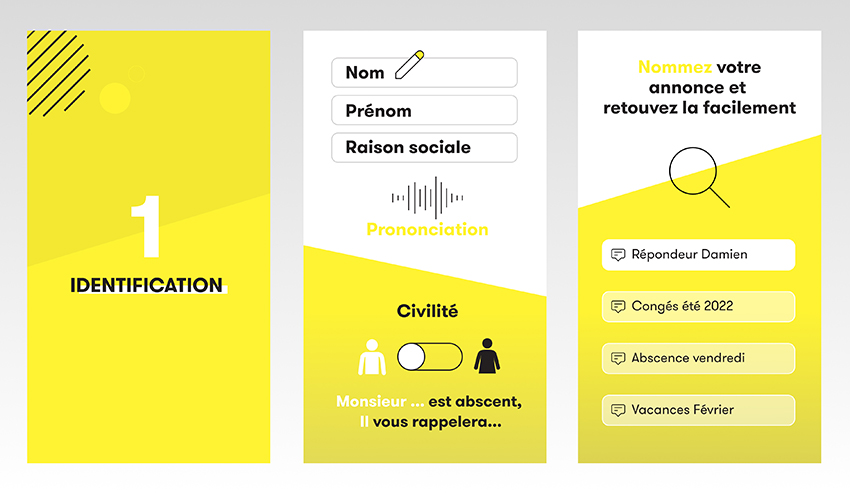 1
IDENTIFICATION
Nom
Prénom
Raison sociale
Prononciation
Civilité
Monsieur ... est abscent,
Il vous rappelera...
Nommez votre
annonce et
retouvez la facilement
Répondeur Damien
Congés été 2022
Abscence vendredi
Vacances Février